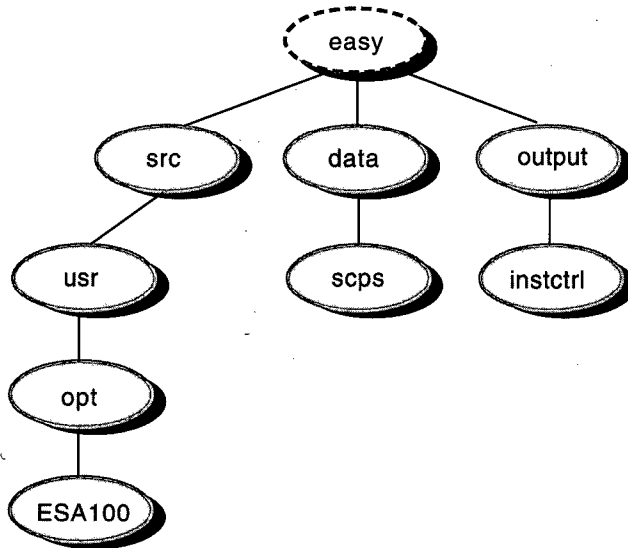 easy
src
data
output
usr
scps
instctrl
opt
ESA100